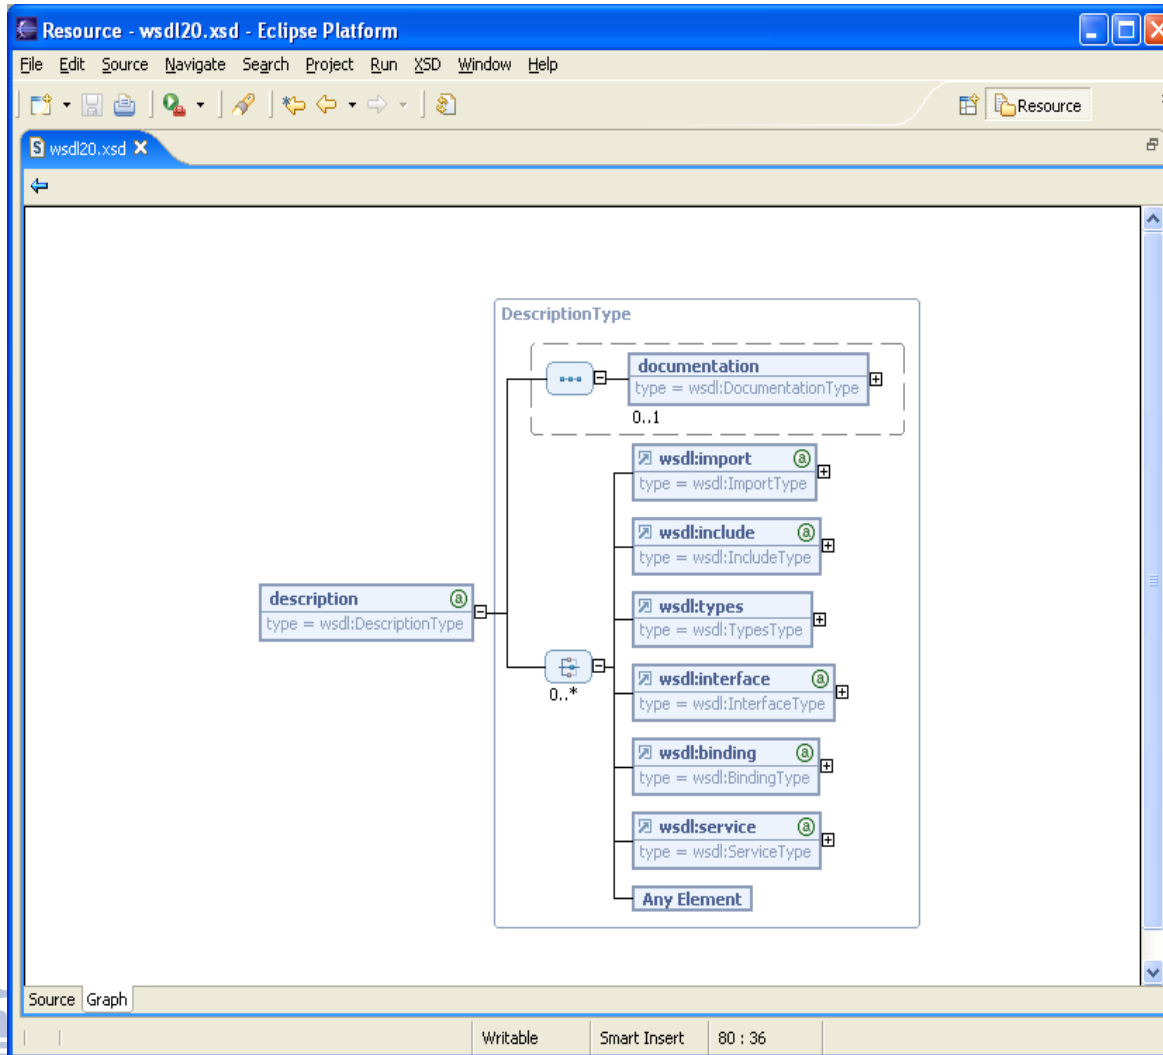 Resource - wsdl20.xsd - Eclipse Platform
File Edit Source Navigate Search Project Run XSD Window Help
Resource
wsdl20.xsd
DescriptionType
documentation
type = wsdl:DocumentationType
0..1
wsdl:import
type = wsdl:ImportType
wsdl:include
type = wsdl:IncludeType
description
type = wsdl:DescriptionType
wsdl:types
type = wsdl:TypesType
0..*
wsdl:interface
type = wsdl:InterfaceType
wsdl:binding
type = wsdl:BindingType
wsdl:service
type = wsdl:ServiceType
Any Element
Source Graph
Writable Smart Insert 80 : 36